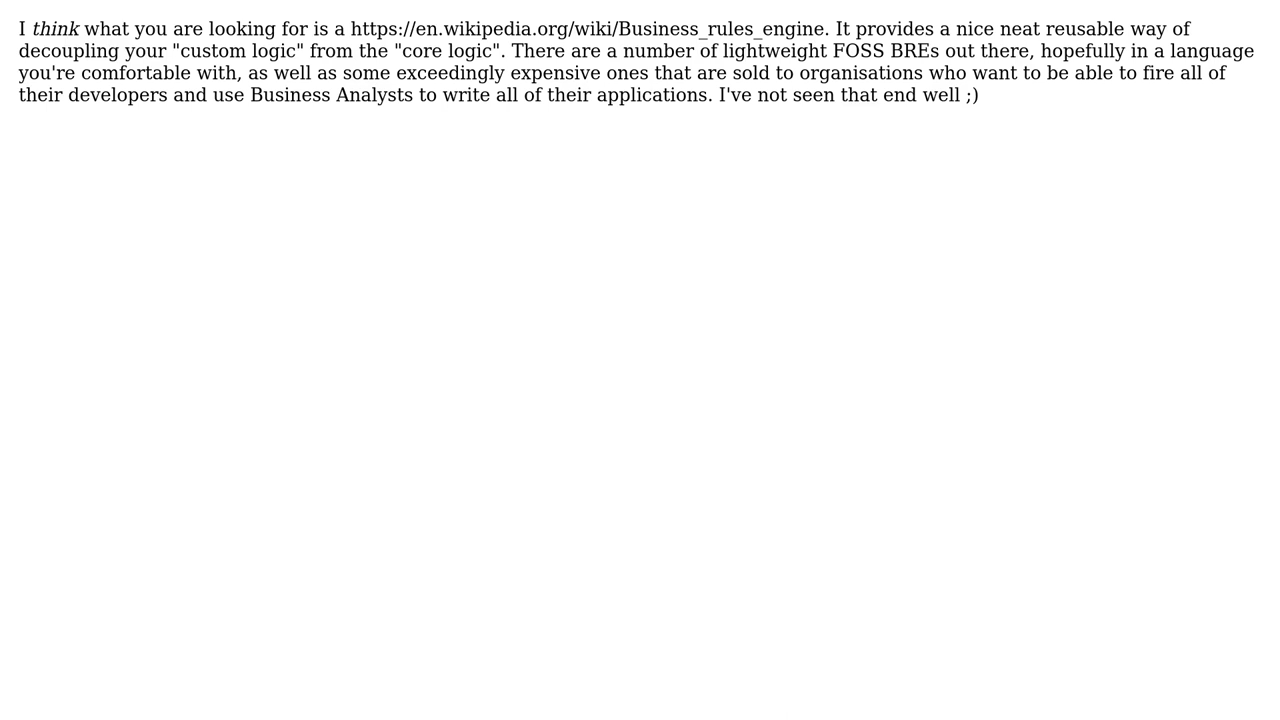 I think what you are looking for is a https://en.wikipedia.org/wiki/Business_rules_engine. It provides a nice neat reusable way of
decoupling your "custom logic" from the "core logic". There are a number of lightweight FOSS BREs out there, hopefully in a language
you're comfortable with, as well as some exceedingly expensive ones that are sold to organisations who want to be able to fire all of
their developers and use Business Analysts to write all of their applications. I've not seen that end well ;)